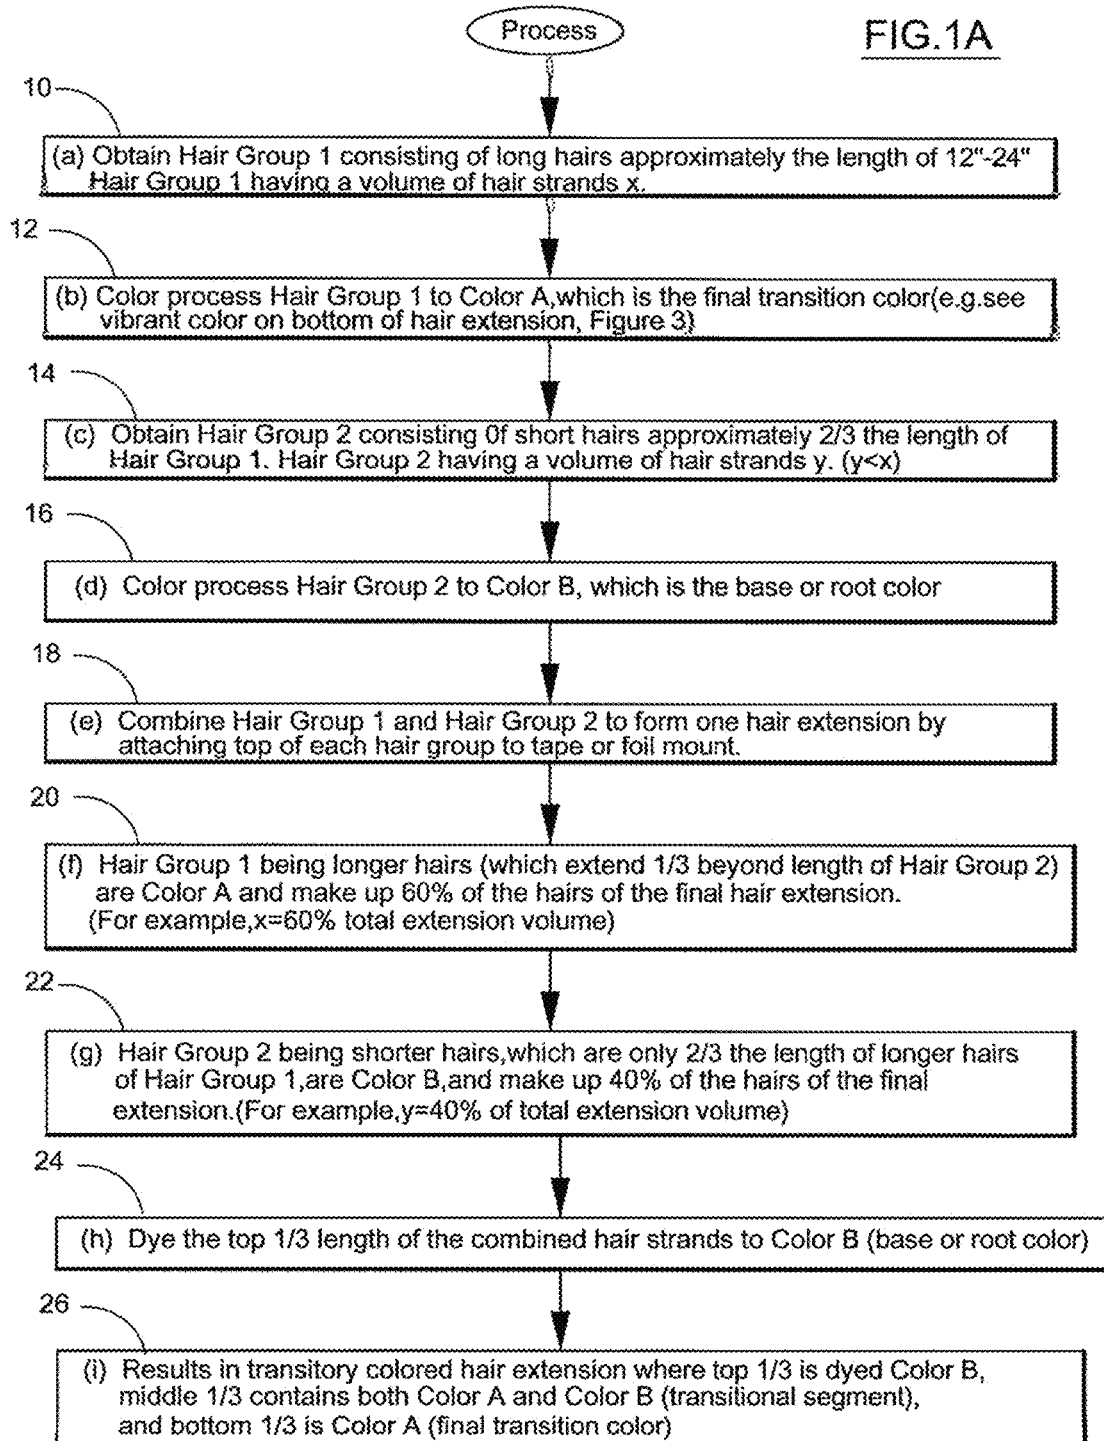 Process
FIG.1A
10
(a) Obtain Hair Group 1 consisting of long hairs approximately the length of 12"-24"
Hair Group 1 having a volume of hair strands x.
12
(b) Color process Hair Group 1 to Color A,which is the final transition color(e.g.see
vibrant color on bottom of hair extension, Figure 3)
14
(c) Obtain Hair Group 2 consisting 0f short hairs approximately 2/3 the length of
Hair Group 1. Hair Group 2 having a volume of hair strands y. (y<x)
16
(d) Color process Hair Group 2 to Color B, which is the base or root color
18
(e) Combine Hair Group 1 and Hair Group 2 to form one hair extension by
attaching top of each hair group to tape or foil mount.
20
(f) Hair Group 1 being longer hairs (which extend 1/3 beyond length of Hair Group 2)
are Color A and make up 60% of the hairs of the final hair extension.
(For example,x=60% total extension volume)
22
(g) Hair Group 2 being shorter hairs,which are only 2/3 the length of longer hairs
of Hair Group 1,are Color B,and make up 40% of the hairs of the final
extension.(For example,y=40% of total extension volume)
24
(h) Dye the top 1/3 length of the combined hair strands to Color B (base or root color)
26
(i) Results in transitory colored hair extension where top 1/3 is dyed Color B,
middle 1/3 contains both Color A and Color B (transitional segment),
and bottom 1/3 is Color A (final transition color)